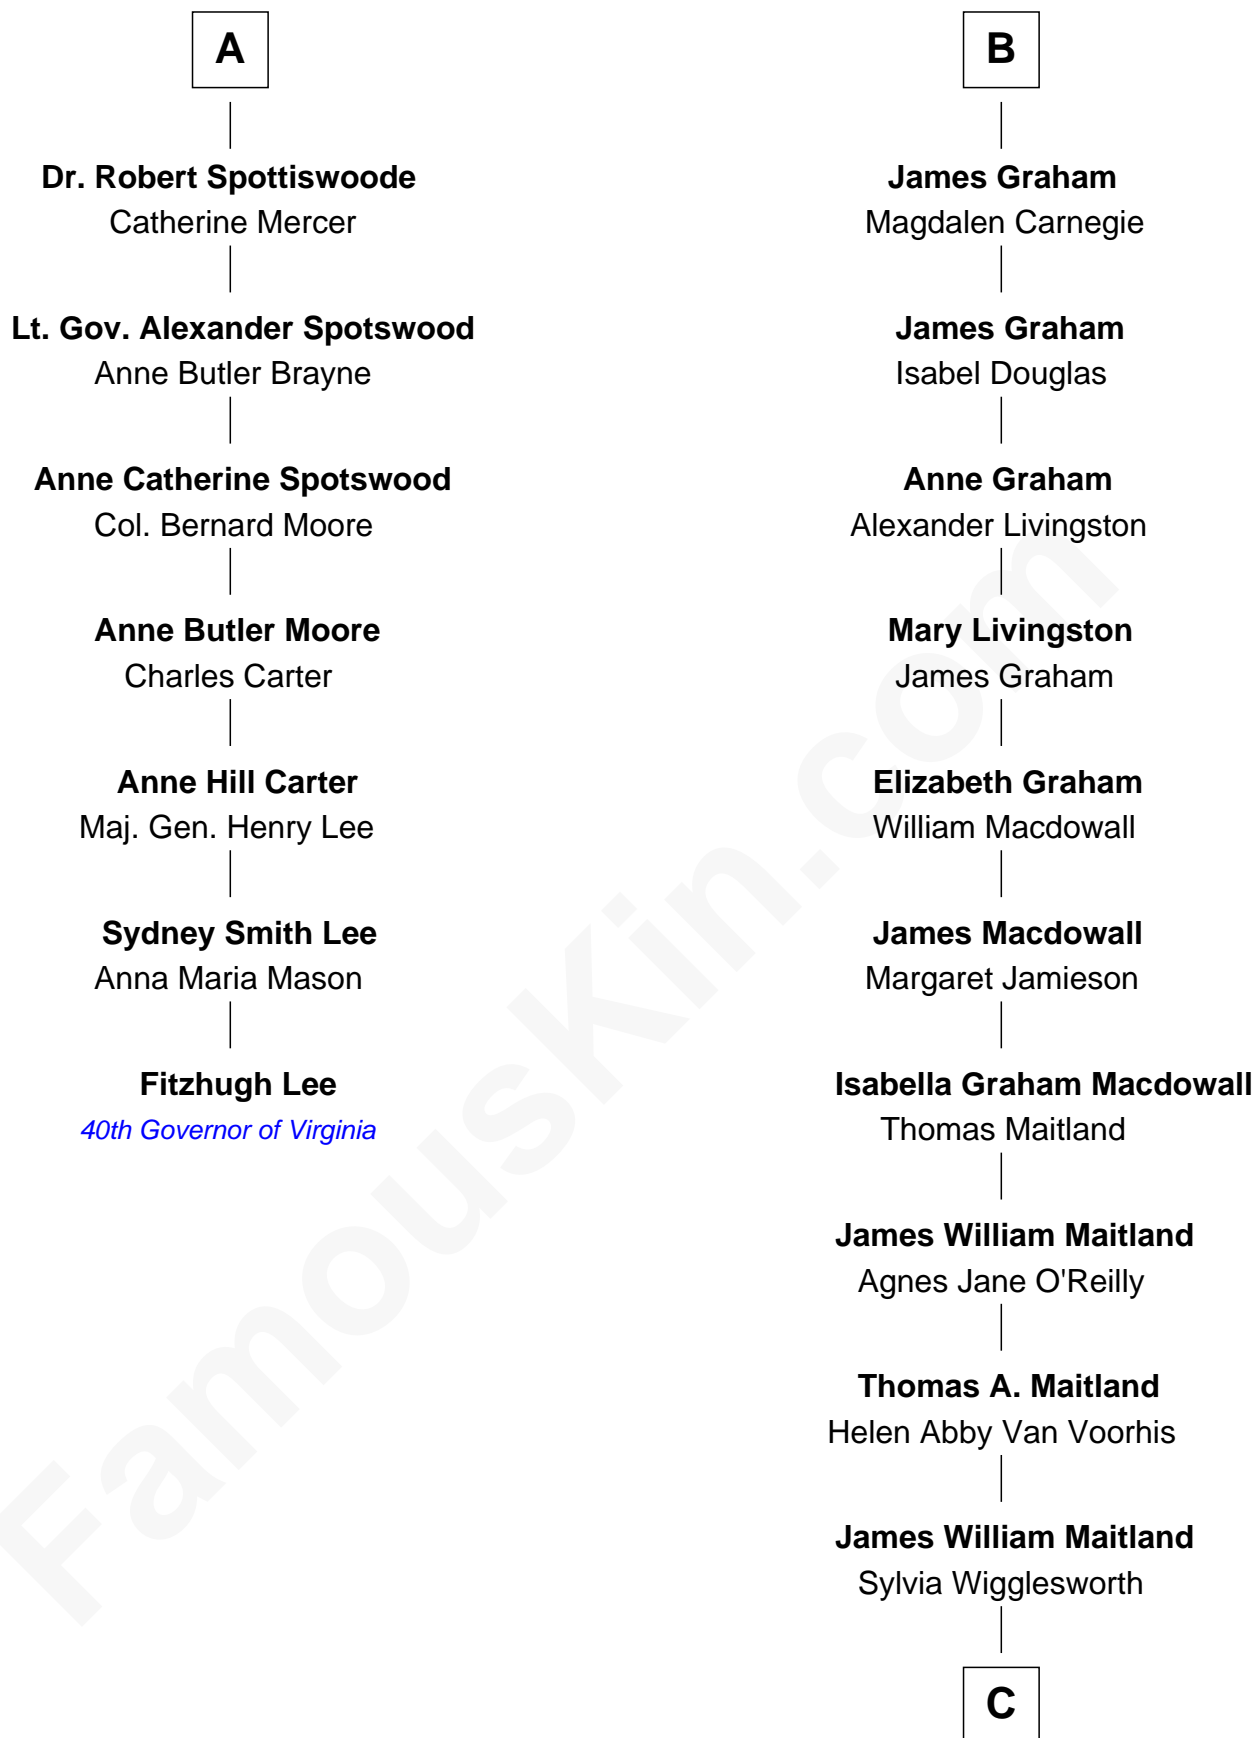 A
Dr. Robert Spottiswoode
Catherine Mercer
Lt. Gov. Alexander Spotswood
Anne Butler Brayne
Anne Catherine Spotswood
Col. Bernard Moore
Anne Butler Moore
Charles Carter
Anne Hill Carter
Maj. Gen. Henry Lee
Sydney Smith Lee
Anna Maria Mason
Fitzhugh Lee
40th Governor of Virginia
B
James Graham
Magdalen Carnegie
James Graham
Isabel Douglas
Anne Graham
Alexander Livingston
Mary Livingston
James Graham
Elizabeth Graham
William Macdowall
James Macdowall
Margaret Jamieson
Isabella Graham Macdowall
Thomas Maitland
James William Maitland
Agnes Jane O'Reilly
Thomas A. Maitland
Helen Abby Van Voorhis
James William Maitland
Sylvia Wigglesworth
C
FamousKin.com